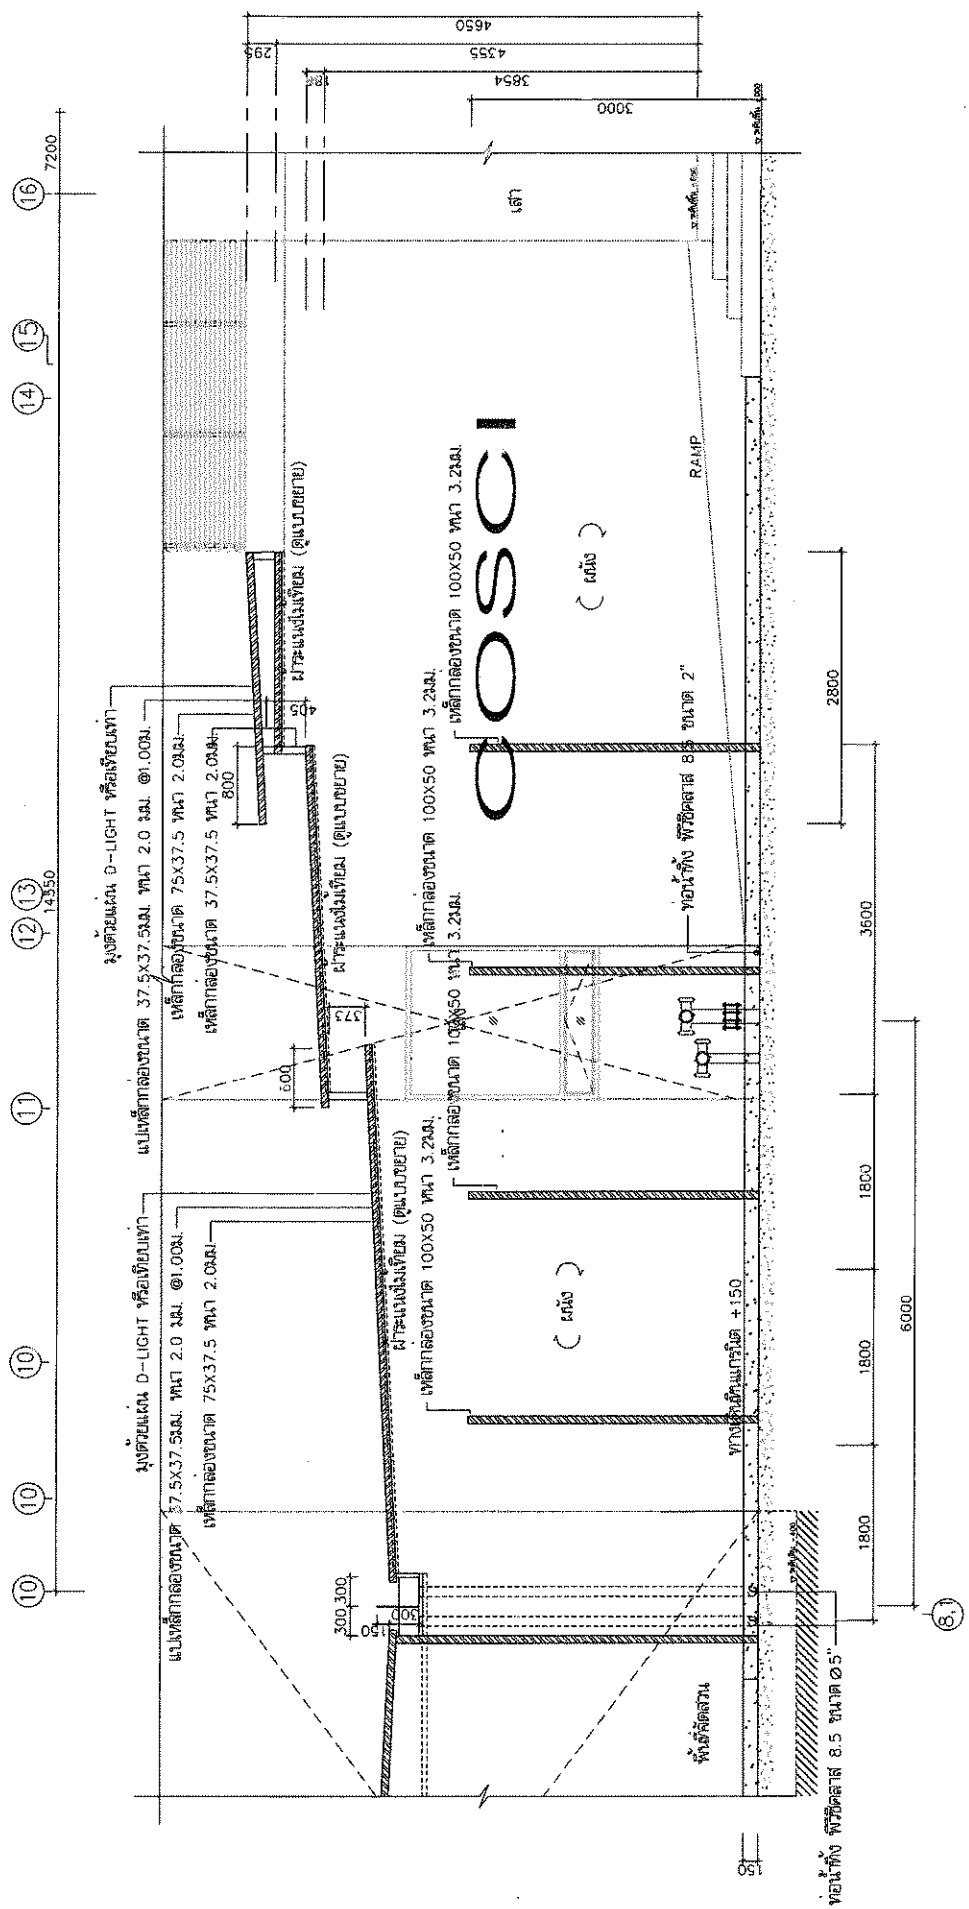 10
10
10
11
12
13
14
15
16
14350
7200
มุงด้วยแผ่น D-LIGHT หรือเทียบเท่า
แปเหล็กกล่องขนาด 37.5X37.5มม. หนา 2.0 มม. @1.00ม.
เหล็กกล่องขนาด 75X37.5 หนา 2.0มม.
มุงด้วยแผ่น D-LIGHT หรือเทียบเท่า
แปเหล็กกล่องขนาด 37.5X37.5มม. หนา 2.0 มม. @1.00ม.
เหล็กกล่องขนาด 75X37.5 หนา 2.0มม.
เหล็กกล่องขนาด 37.5X37.5 หนา 2.0มม.
800
405
295
4650
4355
3854
3000
600
373
300
300
300
150
ฝาระแนงไม้เทียม (ดูแบบขยาย)
ฝาระแนงไม้เทียม (ดูแบบขยาย)
ฝาระแนงไม้เทียม (ดูแบบขยาย)
เหล็กกล่องขนาด 100X50 หนา 3.2มม.
เหล็กกล่องขนาด 100X50 หนา 3.2มม.
เหล็กกล่องขนาด 100X50 หนา 3.2มม.
เหล็กกล่องขนาด 100X50 หนา 3.2มม.
COSCI
เสา
ผนัง
ผนัง
RAMP
ท่อน้ำทิ้ง พีวีซีคลาส 8.5 ขนาด 2"
ทางเดินหินแกรนิต +150
พื้นที่จัดสวน
150
ท่อน้ำทิ้ง พีวีซีคลาส 8.5 ขนาด Ø5"
1800
1800
1800
3600
2800
6000
8.1